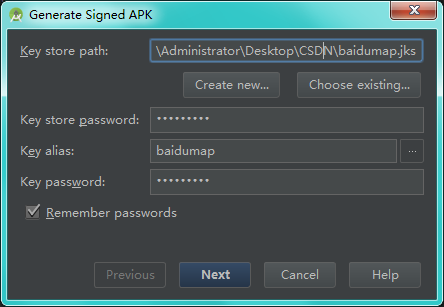 Generate Signed APK
Key store path: \Administrator\Desktop\CSDN\baidumap.jks
Create new... Choose existing...
Key store password: •••••••••
Key alias: baidumap ...
Key password: •••••••••
Remember passwords
Previous Next Cancel Help